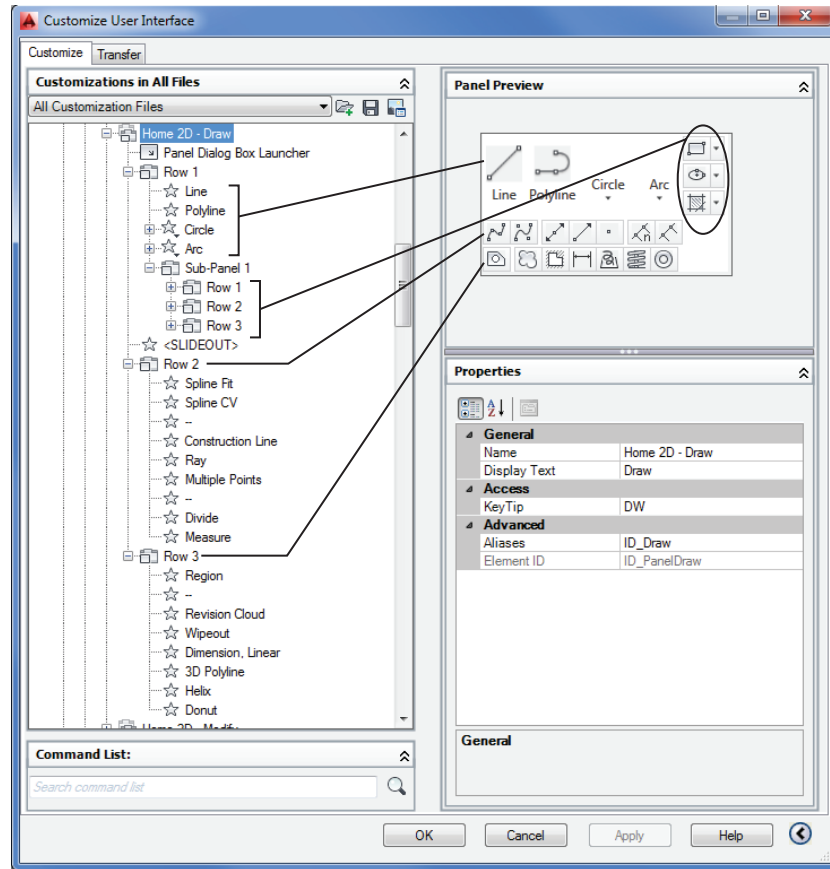 Customize User Interface
Customize Transfer
Customizations in All Files
All Customization Files
Home 2D - Draw
Panel Dialog Box Launcher
Row 1
Line
Polyline
Circle
Arc
Sub-Panel 1
Row 1
Row 2
Row 3
<SLIDEOUT>
Row 2
Spline Fit
Spline CV
--
Construction Line
Ray
Multiple Points
--
Divide
Measure
Row 3
Region
--
Revision Cloud
Wipeout
Dimension, Linear
3D Polyline
Helix
Donut
Home 2D - Modify
Command List:
Search command list
Panel Preview
Line Polyline Circle Arc
Properties
General
Name Home 2D - Draw
Display Text Draw
Access
KeyTip DW
Advanced
Aliases ID_Draw
Element ID ID_PanelDraw
General
OK Cancel Apply Help